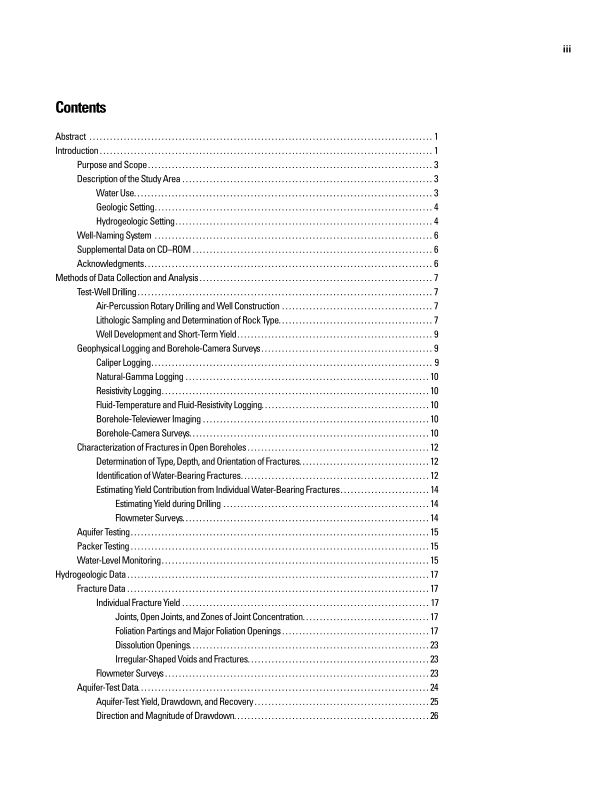 iii
Contents
Abstract . . . . . . . . . . . . . . . . . . . . . . . . . . . . . . 1
Introduction . . . . . . . . . . . . . . . . . . . . . . . . . . . . . . 1
Purpose and Scope . . . . . . . . . . . . . . . . . . . . . . . . . . . . . . 3
Description of the Study Area . . . . . . . . . . . . . . . . . . . . . . . . . . . . . . 3
Water Use . . . . . . . . . . . . . . . . . . . . . . . . . . . . . . 3
Geologic Setting . . . . . . . . . . . . . . . . . . . . . . . . . . . . . . 4
Hydrogeologic Setting . . . . . . . . . . . . . . . . . . . . . . . . . . . . . . 4
Well-Naming System . . . . . . . . . . . . . . . . . . . . . . . . . . . . . . 6
Supplemental Data on CD–ROM . . . . . . . . . . . . . . . . . . . . . . . . . . . . . . 6
Acknowledgments . . . . . . . . . . . . . . . . . . . . . . . . . . . . . . 6
Methods of Data Collection and Analysis . . . . . . . . . . . . . . . . . . . . . . . . . . . . . . 7
Test-Well Drilling . . . . . . . . . . . . . . . . . . . . . . . . . . . . . . 7
Air-Percussion Rotary Drilling and Well Construction . . . . . . . . . . . . . . . . . . . . 7
Lithologic Sampling and Determination of Rock Type . . . . . . . . . . . . . . . . . . . . 7
Well Development and Short-Term Yield . . . . . . . . . . . . . . . . . . . . 9
Geophysical Logging and Borehole-Camera Surveys . . . . . . . . . . . . . . . . . . . . 9
Caliper Logging . . . . . . . . . . . . . . . . . . . . . . . . . . . . . . 9
Natural-Gamma Logging . . . . . . . . . . . . . . . . . . . . . . . . . . . . . . 10
Resistivity Logging . . . . . . . . . . . . . . . . . . . . . . . . . . . . . . 10
Fluid-Temperature and Fluid-Resistivity Logging . . . . . . . . . . . . . . . . . . . . 10
Borehole-Televiewer Imaging . . . . . . . . . . . . . . . . . . . . . . . . . . . . . . 10
Borehole-Camera Surveys . . . . . . . . . . . . . . . . . . . . . . . . . . . . . . 10
Characterization of Fractures in Open Boreholes . . . . . . . . . . . . . . . . . . . . 12
Determination of Type, Depth, and Orientation of Fractures . . . . . . . . . . . . . . . . . . . . 12
Identification of Water-Bearing Fractures . . . . . . . . . . . . . . . . . . . . 12
Estimating Yield Contribution from Individual Water-Bearing Fractures . . . . . . . . . . . . . . . . . . . . 14
Estimating Yield during Drilling . . . . . . . . . . . . . . . . . . . . 14
Flowmeter Surveys . . . . . . . . . . . . . . . . . . . . . . . . . . . . . . 14
Aquifer Testing . . . . . . . . . . . . . . . . . . . . . . . . . . . . . . 15
Packer Testing . . . . . . . . . . . . . . . . . . . . . . . . . . . . . . 15
Water-Level Monitoring . . . . . . . . . . . . . . . . . . . . . . . . . . . . . . 15
Hydrogeologic Data . . . . . . . . . . . . . . . . . . . . . . . . . . . . . . 17
Fracture Data . . . . . . . . . . . . . . . . . . . . . . . . . . . . . . 17
Individual Fracture Yield . . . . . . . . . . . . . . . . . . . . . . . . . . . . . . 17
Joints, Open Joints, and Zones of Joint Concentration . . . . . . . . . . . . . . . . . . . . 17
Foliation Partings and Major Foliation Openings . . . . . . . . . . . . . . . . . . . . 17
Dissolution Openings . . . . . . . . . . . . . . . . . . . . . . . . . . . . . . 23
Irregular-Shaped Voids and Fractures . . . . . . . . . . . . . . . . . . . . 23
Flowmeter Surveys . . . . . . . . . . . . . . . . . . . . . . . . . . . . . . 23
Aquifer-Test Data . . . . . . . . . . . . . . . . . . . . . . . . . . . . . . 24
Aquifer-Test Yield, Drawdown, and Recovery . . . . . . . . . . . . . . . . . . . . 25
Direction and Magnitude of Drawdown . . . . . . . . . . . . . . . . . . . . 26